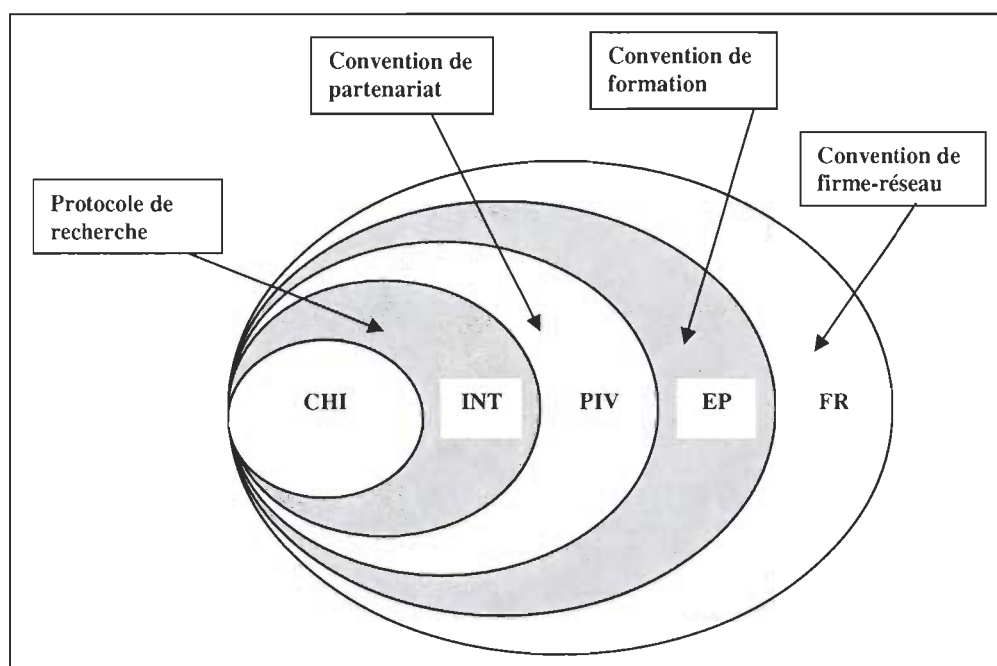 Convention de
partenariat
Convention de
formation
Convention de
firme-réseau
Protocole de
recherche
CHI
INT
PIV
EP
FR